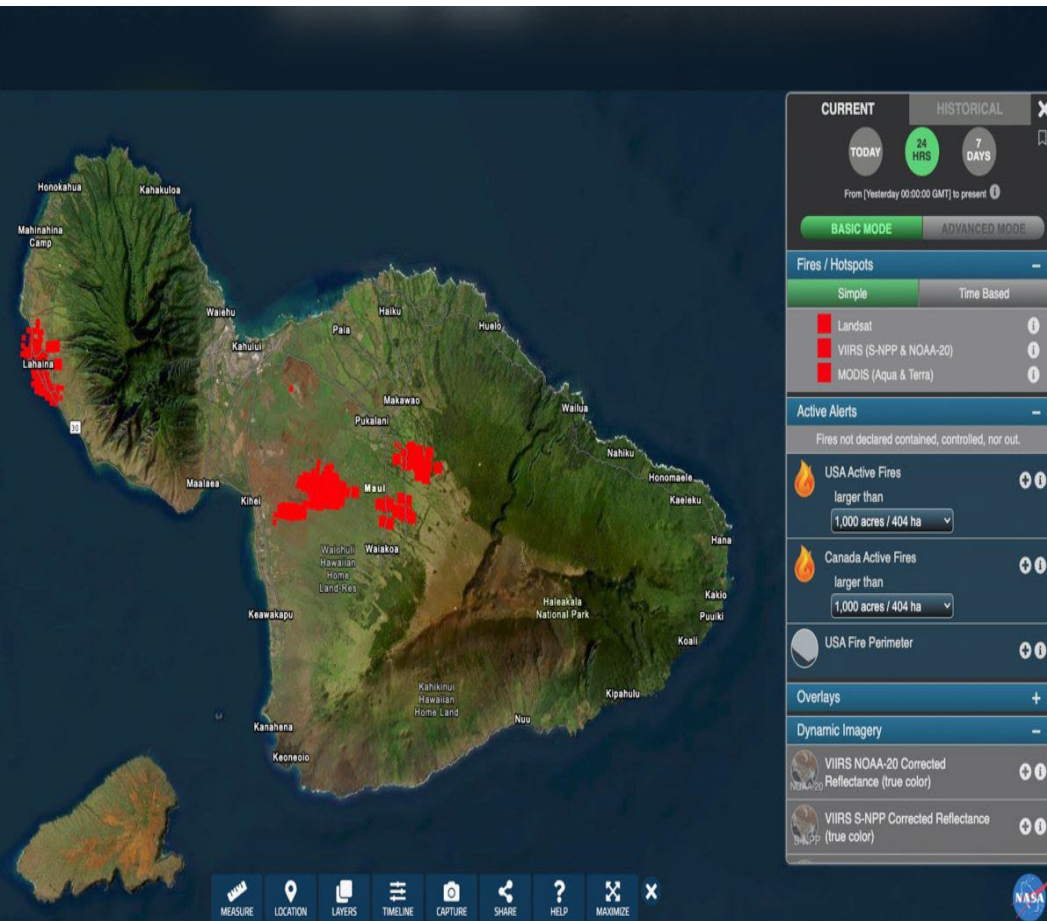 CURRENT
HISTORICAL
TODAY
24
HRS
7
DAYS
From [Yesterday 00:00:00 GMT] to present
BASIC MODE
ADVANCED MODE
Fires / Hotspots
Simple
Time Based
Landsat
VIIRS (S-NPP & NOAA-20)
MODIS (Aqua & Terra)
Active Alerts
Fires not declared contained, controlled, nor out.
USA Active Fires
larger than
1,000 acres / 404 ha
Canada Active Fires
larger than
1,000 acres / 404 ha
USA Fire Perimeter
Overlays
Dynamic Imagery
VIIRS NOAA-20 Corrected
Reflectance (true color)
NOAA-20
VIIRS S-NPP Corrected Reflectance
(true color)
S-NPP
Honokahua
Kahakuloa
Mahinahina
Camp
Lahaina
30
Waiehu
Kahului
Paia
Haiku
Huelo
Makawao
Pukalani
Wailua
Nahiku
Honomaele
Kaeleku
Hana
Maalaea
Kihei
Maui
Waiohuli
Hawaiian
Home
Land-Res
Waiakoa
Keawakapu
Haleakala
National Park
Kakio
Puuiki
Koali
Kahikinui
Hawaiian
Home Land
Kipahulu
Nuu
Kanahena
Keoneoio
MEASURE
LOCATION
LAYERS
TIMELINE
CAPTURE
SHARE
HELP
MAXIMIZE
NASA